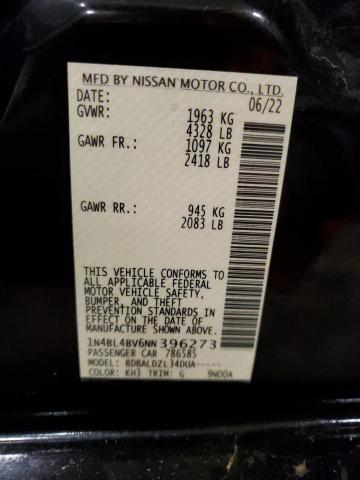 MFD BY NISSAN MOTOR CO., LTD.
DATE: 06/22
GVWR: 1963 KG
4328 LB
GAWR FR.: 1097 KG
2418 LB
GAWR RR.: 945 KG
2083 LB
THIS VEHICLE CONFORMS TO
ALL APPLICABLE FEDERAL
MOTOR VEHICLE SAFETY,
BUMPER, AND THEFT
PREVENTION STANDARDS IN
EFFECT ON THE DATE OF
MANUFACTURE SHOWN ABOVE.
1N4BL4BV6NN396273
PASSENGER CAR 786585
MODEL: BDBALDZL34DUA-----
COLOR: KH3 TRIM: G 9N00A